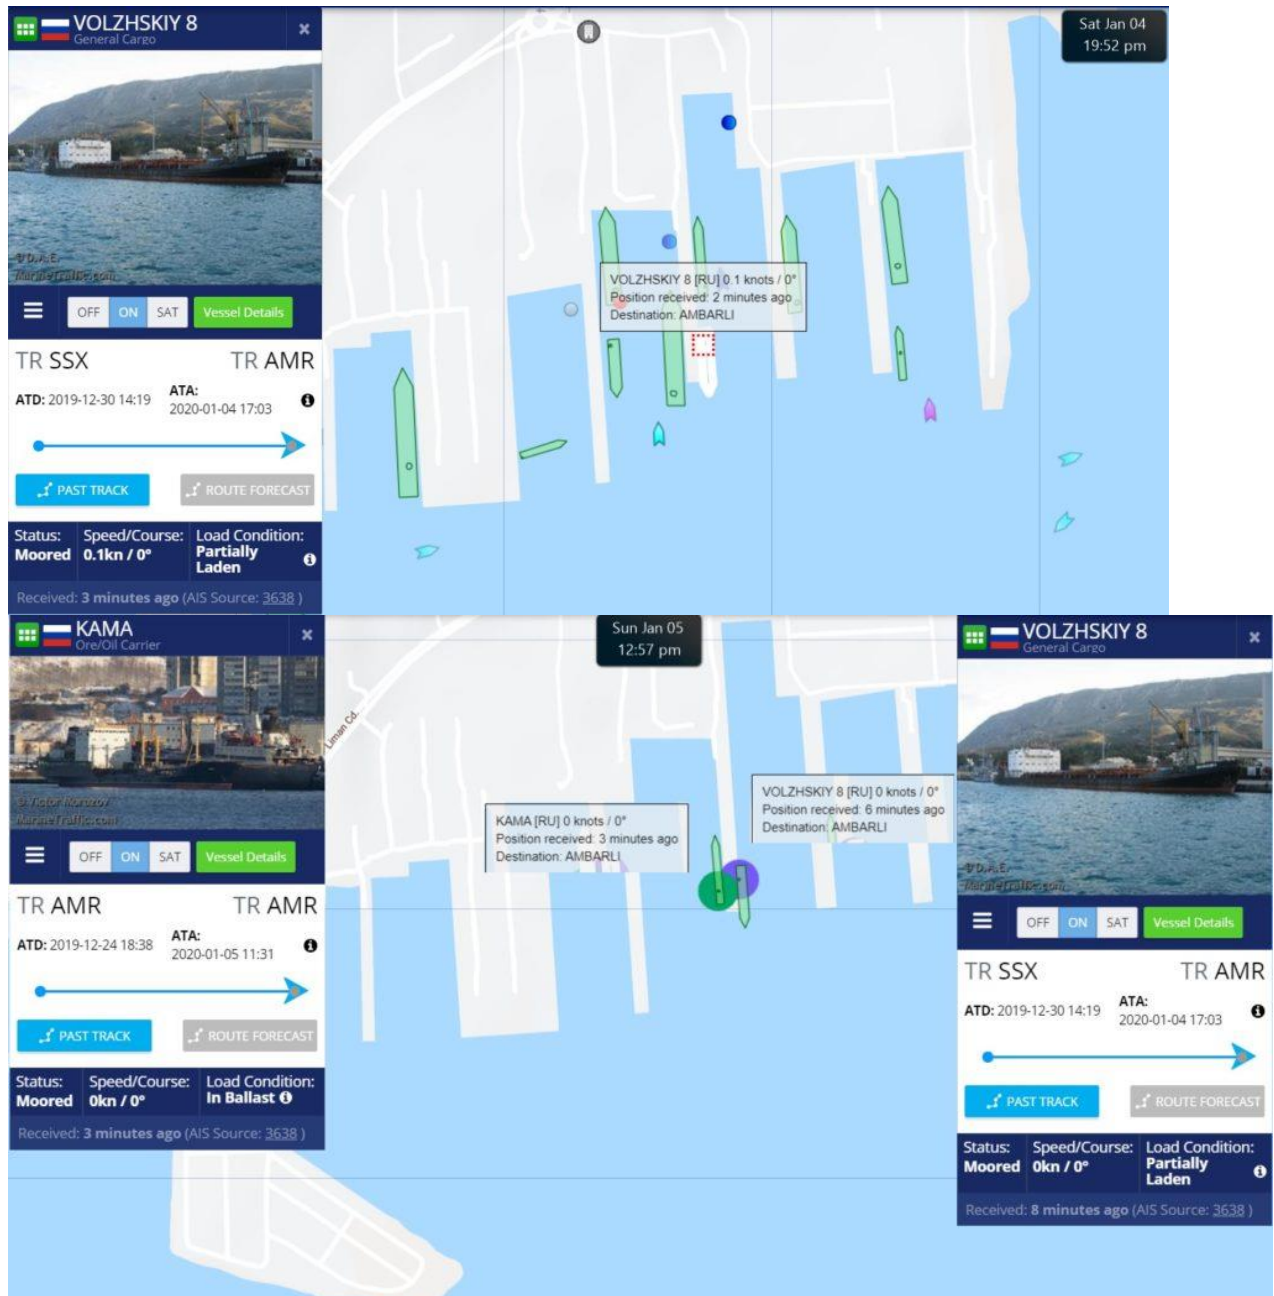 VOLZHSKIY 8
General Cargo
© D.A.E.
MarineTraffic.com
OFF ON SAT Vessel Details
TR SSX TR AMR
ATD: 2019-12-30 14:19 ATA:
2020-01-04 17:03
PAST TRACK ROUTE FORECAST
Status: Speed/Course: Load Condition:
Moored 0.1kn / 0° Partially
Laden
Received: 3 minutes ago (AIS Source: 3638 )
Sat Jan 04
19:52 pm
VOLZHSKIY 8 [RU] 0.1 knots / 0°
Position received: 2 minutes ago
Destination: AMBARLI
KAMA
Ore/Oil Carrier
© Victor Morozov
MarineTraffic.com
OFF ON SAT Vessel Details
TR AMR TR AMR
ATD: 2019-12-24 18:38 ATA:
2020-01-05 11:31
PAST TRACK ROUTE FORECAST
Status: Speed/Course: Load Condition:
Moored 0kn / 0° In Ballast
Received: 3 minutes ago (AIS Source: 3638 )
Sun Jan 05
12:57 pm
Liman Cd.
KAMA [RU] 0 knots / 0°
Position received: 3 minutes ago
Destination: AMBARLI
VOLZHSKIY 8 [RU] 0 knots / 0°
Position received: 6 minutes ago
Destination: AMBARLI
VOLZHSKIY 8
General Cargo
© D.A.E.
MarineTraffic.com
OFF ON SAT Vessel Details
TR SSX TR AMR
ATD: 2019-12-30 14:19 ATA:
2020-01-04 17:03
PAST TRACK ROUTE FORECAST
Status: Speed/Course: Load Condition:
Moored 0kn / 0° Partially
Laden
Received: 8 minutes ago (AIS Source: 3638 )